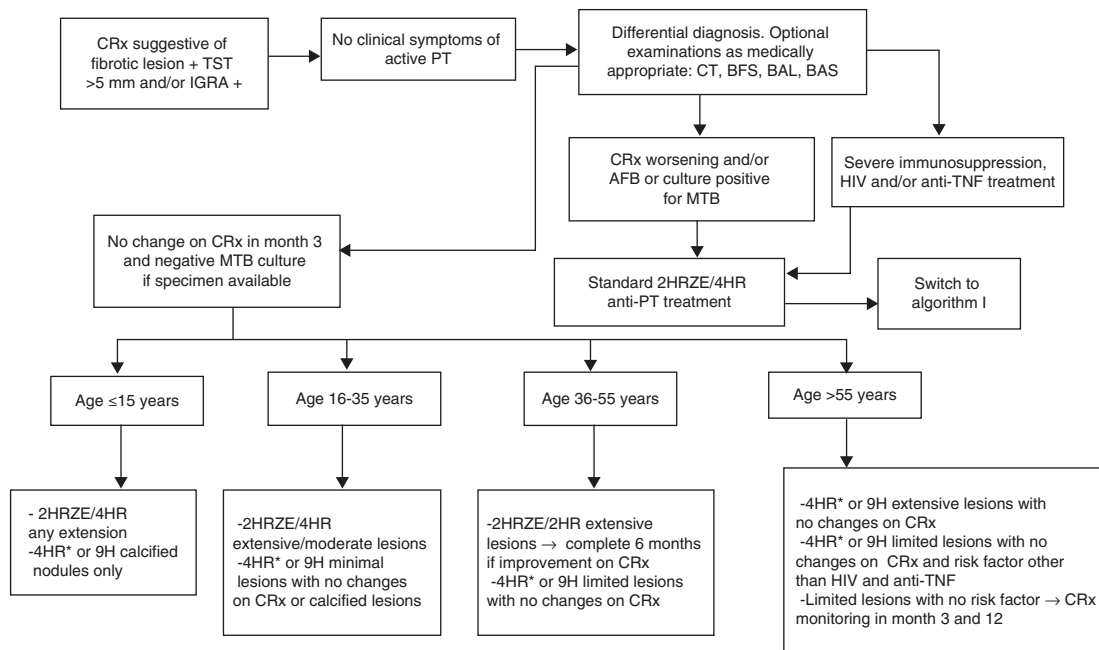 CRx suggestive of
fibrotic lesion + TST
>5 mm and/or IGRA +
No clinical symptoms of
active PT
Differential diagnosis. Optional
examinations as medically
appropriate: CT, BFS, BAL, BAS
CRx worsening and/or
AFB or culture positive
for MTB
Severe immunosuppression,
HIV and/or anti-TNF treatment
No change on CRx in month 3
and negative MTB culture
if specimen available
Standard 2HRZE/4HR
anti-PT treatment
Switch to
algorithm I
Age ≤15 years
Age 16-35 years
Age 36-55 years
Age >55 years
- 2HRZE/4HR
any extension
-4HR* or 9H calcified
nodules only
-2HRZE/4HR
extensive/moderate lesions
-4HR* or 9H minimal
lesions with no changes
on CRx or calcified lesions
-2HRZE/2HR extensive
lesions → complete 6 months
if improvement on CRx
-4HR* or 9H limited lesions
with no changes on CRx
-4HR* or 9H extensive lesions with
no changes on CRx
-4HR* or 9H limited lesions with no
changes on CRx and risk factor other
than HIV and anti-TNF
-Limited lesions with no risk factor → CRx
monitoring in month 3 and 12